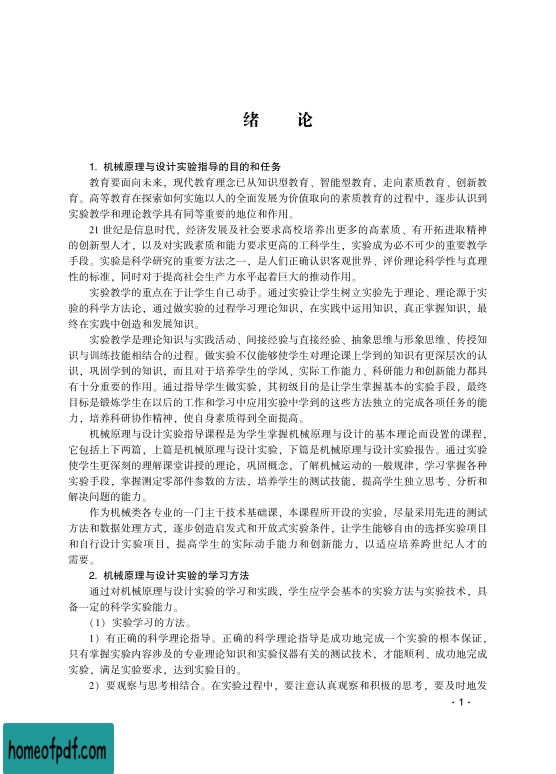 绪　　论
1. 机械原理与设计实验指导的目的和任务
教育要面向未来，现代教育理念已从知识型教育、智能型教育，走向素质教育、创新教
育。高等教育在探索如何实施以人的全面发展为价值取向的素质教育的过程中，逐步认识到
实验教学和理论教学具有同等重要的地位和作用。
21 世纪是信息时代，经济发展及社会要求高校培养出更多的高素质、有开拓进取精神
的创新型人才，以及对实践素质和能力要求更高的工科学生，实验成为必不可少的重要教学
手段。实验是科学研究的重要方法之一，是人们正确认识客观世界、评价理论科学性与真理
性的标准，同时对于提高社会生产力水平起着巨大的推动作用。
实验教学的重点在于让学生自己动手。通过实验让学生树立实验先于理论、理论源于实
验的科学方法论，通过做实验的过程学习理论知识，在实践中运用知识，真正掌握知识，最
终在实践中创造和发展知识。
实验教学是理论知识与实践活动、间接经验与直接经验、抽象思维与形象思维、传授知
识与训练技能相结合的过程。做实验不仅能够使学生对理论课上学到的知识有更深层次的认
识，巩固学到的知识，而且对于培养学生的学风、实际工作能力、科研能力和创新能力都具
有十分重要的作用。通过指导学生做实验，其初级目的是让学生掌握基本的实验手段，最终
目标是锻炼学生在以后的工作和学习中应用实验中学到的这些方法独立的完成各项任务的能
力，培养科研协作精神，使自身素质得到全面提高。
机械原理与设计实验指导课程是为学生掌握机械原理与设计的基本理论而设置的课程，
它包括上下两篇，上篇是机械原理与设计实验，下篇是机械原理与设计实验报告。通过实验
使学生更深刻的理解课堂讲授的理论，巩固概念，了解机械运动的一般规律，学习掌握各种
实验手段，掌握测定零部件参数的方法，培养学生的测试技能，提高学生独立思考、分析和
解决问题的能力。
作为机械类各专业的一门主干技术基础课，本课程所开设的实验，尽量采用先进的测试
方法和数据处理方式，逐步创造启发式和开放式实验条件，让学生能够自由的选择实验项目
和自行设计实验项目，提高学生的实际动手能力和创新能力，以适应培养跨世纪人才的
需要。
2. 机械原理与设计实验的学习方法
通过对机械原理与设计实验的学习和实践，学生应学会基本的实验方法与实验技术，具
备一定的科学实验能力。
（1）实验学习的方法。
1）有正确的科学理论指导。正确的科学理论指导是成功地完成一个实验的根本保证，
只有掌握实验内容涉及的专业理论知识和实验仪器有关的测试技术，才能顺利、成功地完成
实验，满足实验要求，达到实验目的。
2）要观察与思考相结合。在实验过程中，要注意认真观察和积极的思考，要及时地发
· 1 ·
homeofpdf.com